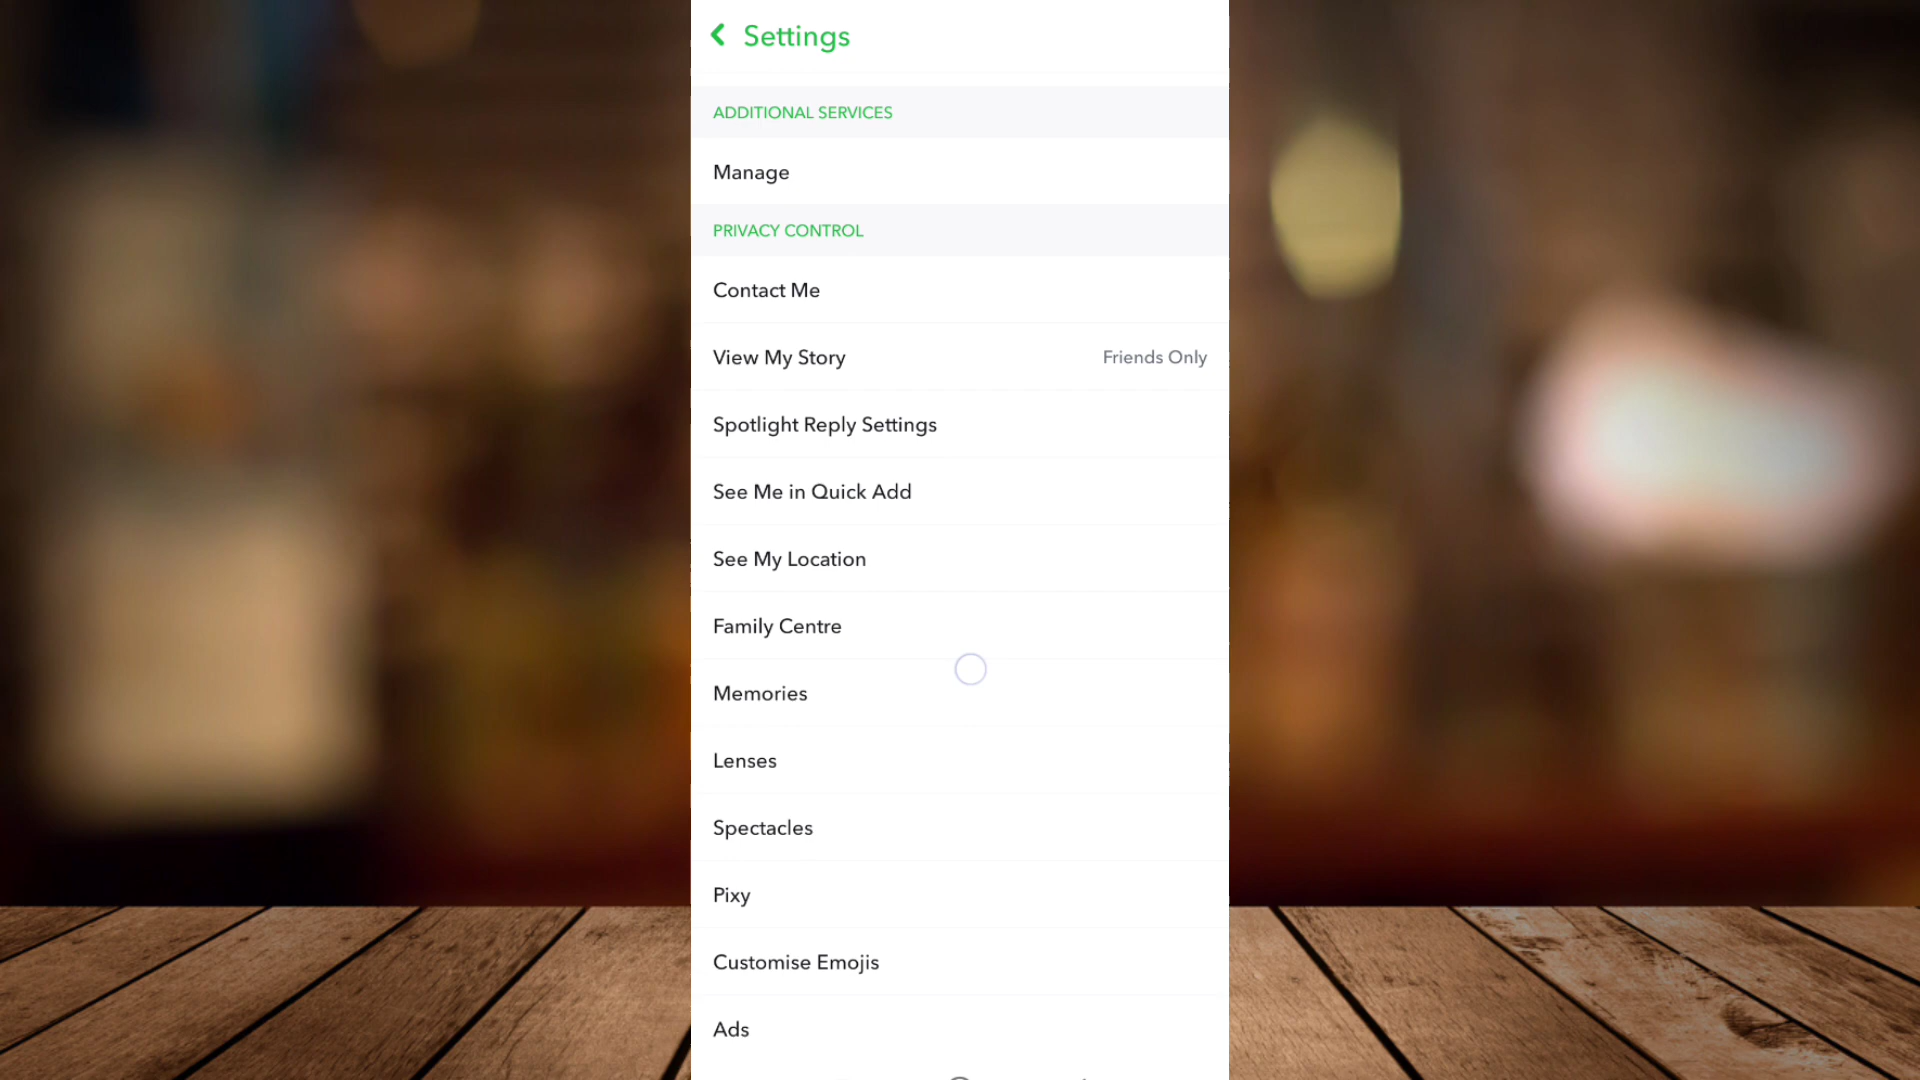 Settings
ADDITIONAL SERVICES
Manage
PRIVACY CONTROL
Contact Me
View My Story Friends Only
Spotlight Reply Settings
See Me in Quick Add
See My Location
Family Centre
Memories
Lenses
Spectacles
Pixy
Customise Emojis
Ads